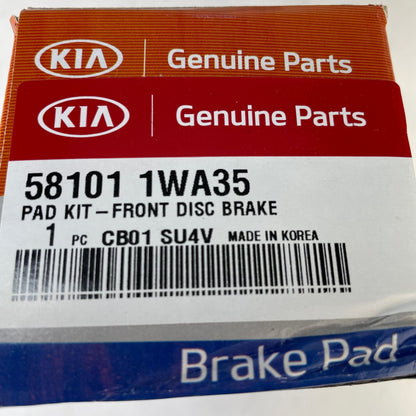 KIA Genuine Parts
KIA Genuine Parts
58101 1WA35
PAD KIT-FRONT DISC BRAKE
1 PC CB01 SU4V MADE IN KOREA
Brake Pad